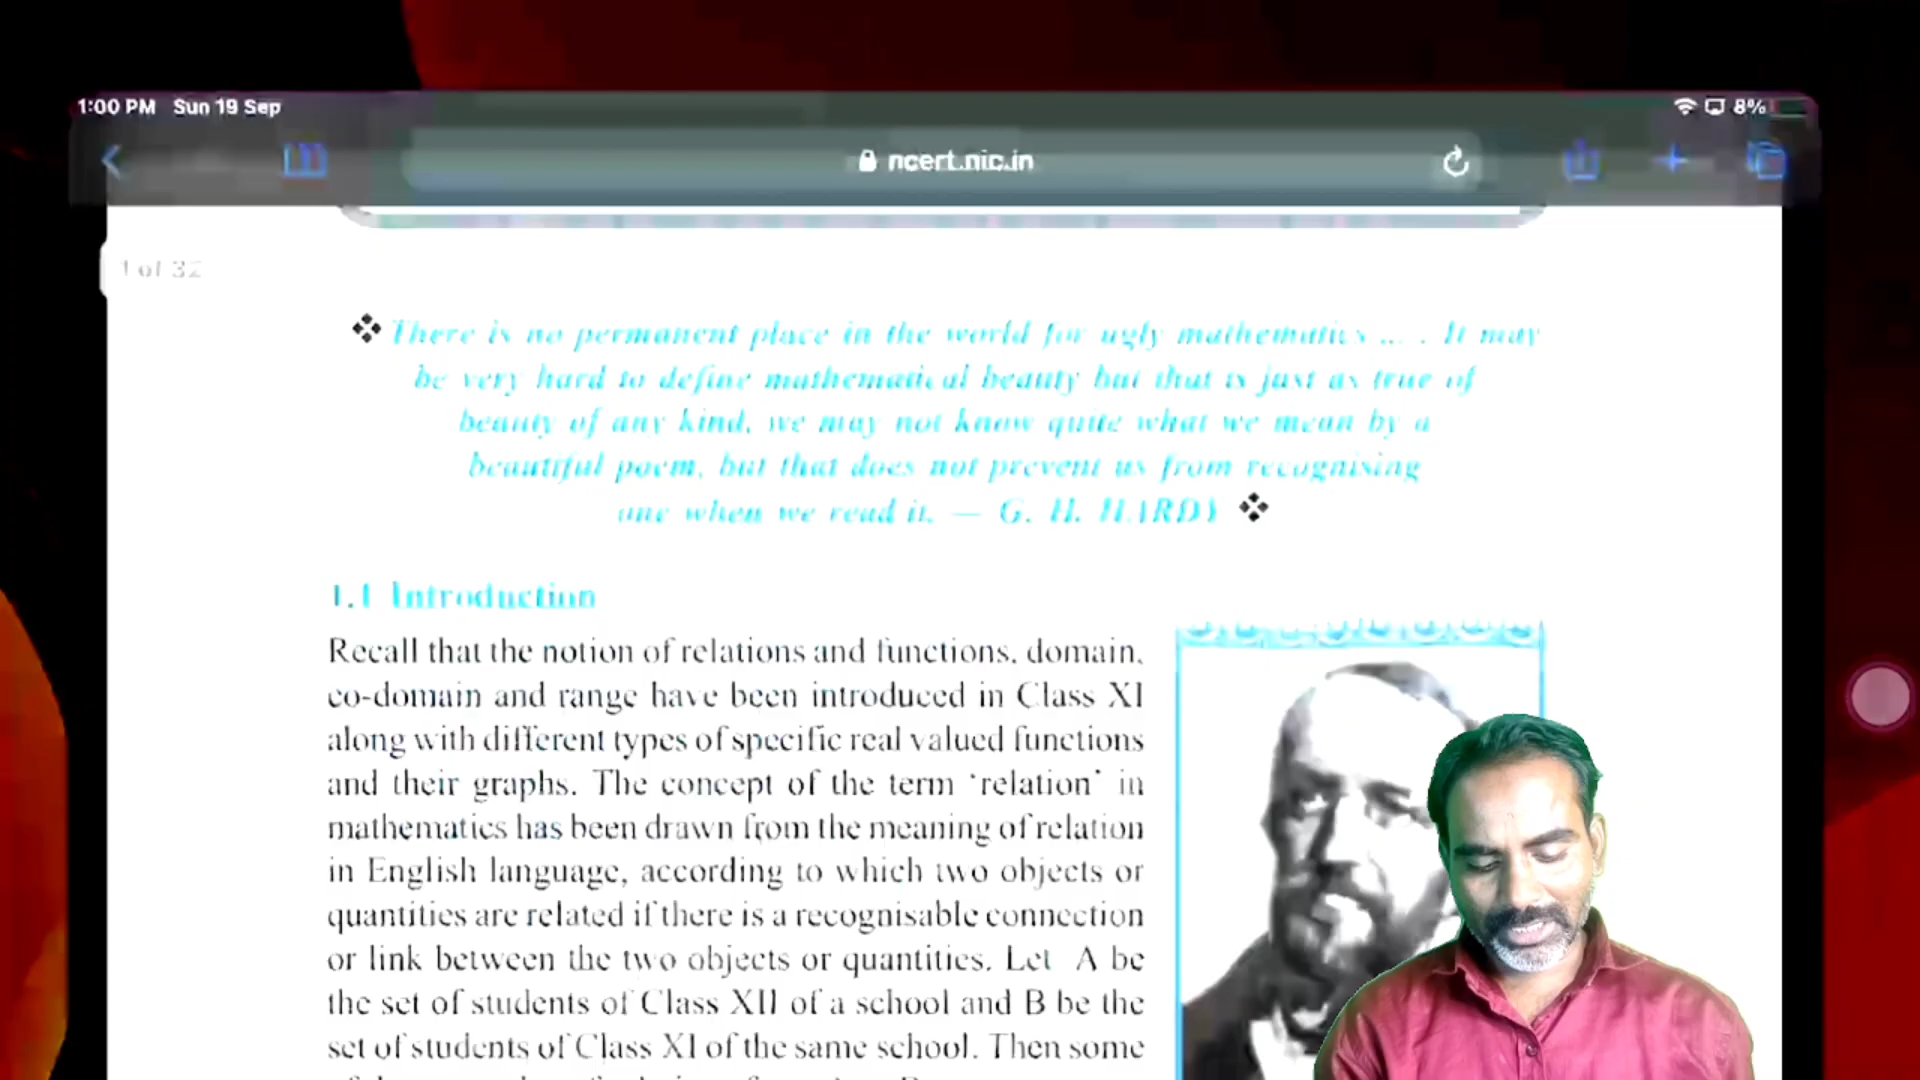 1:00 PM Sun 19 Sep
8%
ncert.nic.in
1 of 32
❖ There is no permanent place in the world for ugly mathematics ... . It may
be very hard to define mathematical beauty but that is just as true of
beauty of any kind, we may not know quite what we mean by a
beautiful poem, but that does not prevent us from recognising
one when we read it. — G. H. HARDY ❖
1.1 Introduction
Recall that the notion of relations and functions, domain,
co-domain and range have been introduced in Class XI
along with different types of specific real valued functions
and their graphs. The concept of the term ‘relation’ in
mathematics has been drawn from the meaning of relation
in English language, according to which two objects or
quantities are related if there is a recognisable connection
or link between the two objects or quantities. Let A be
the set of students of Class XII of a school and B be the
set of students of Class XI of the same school. Then some